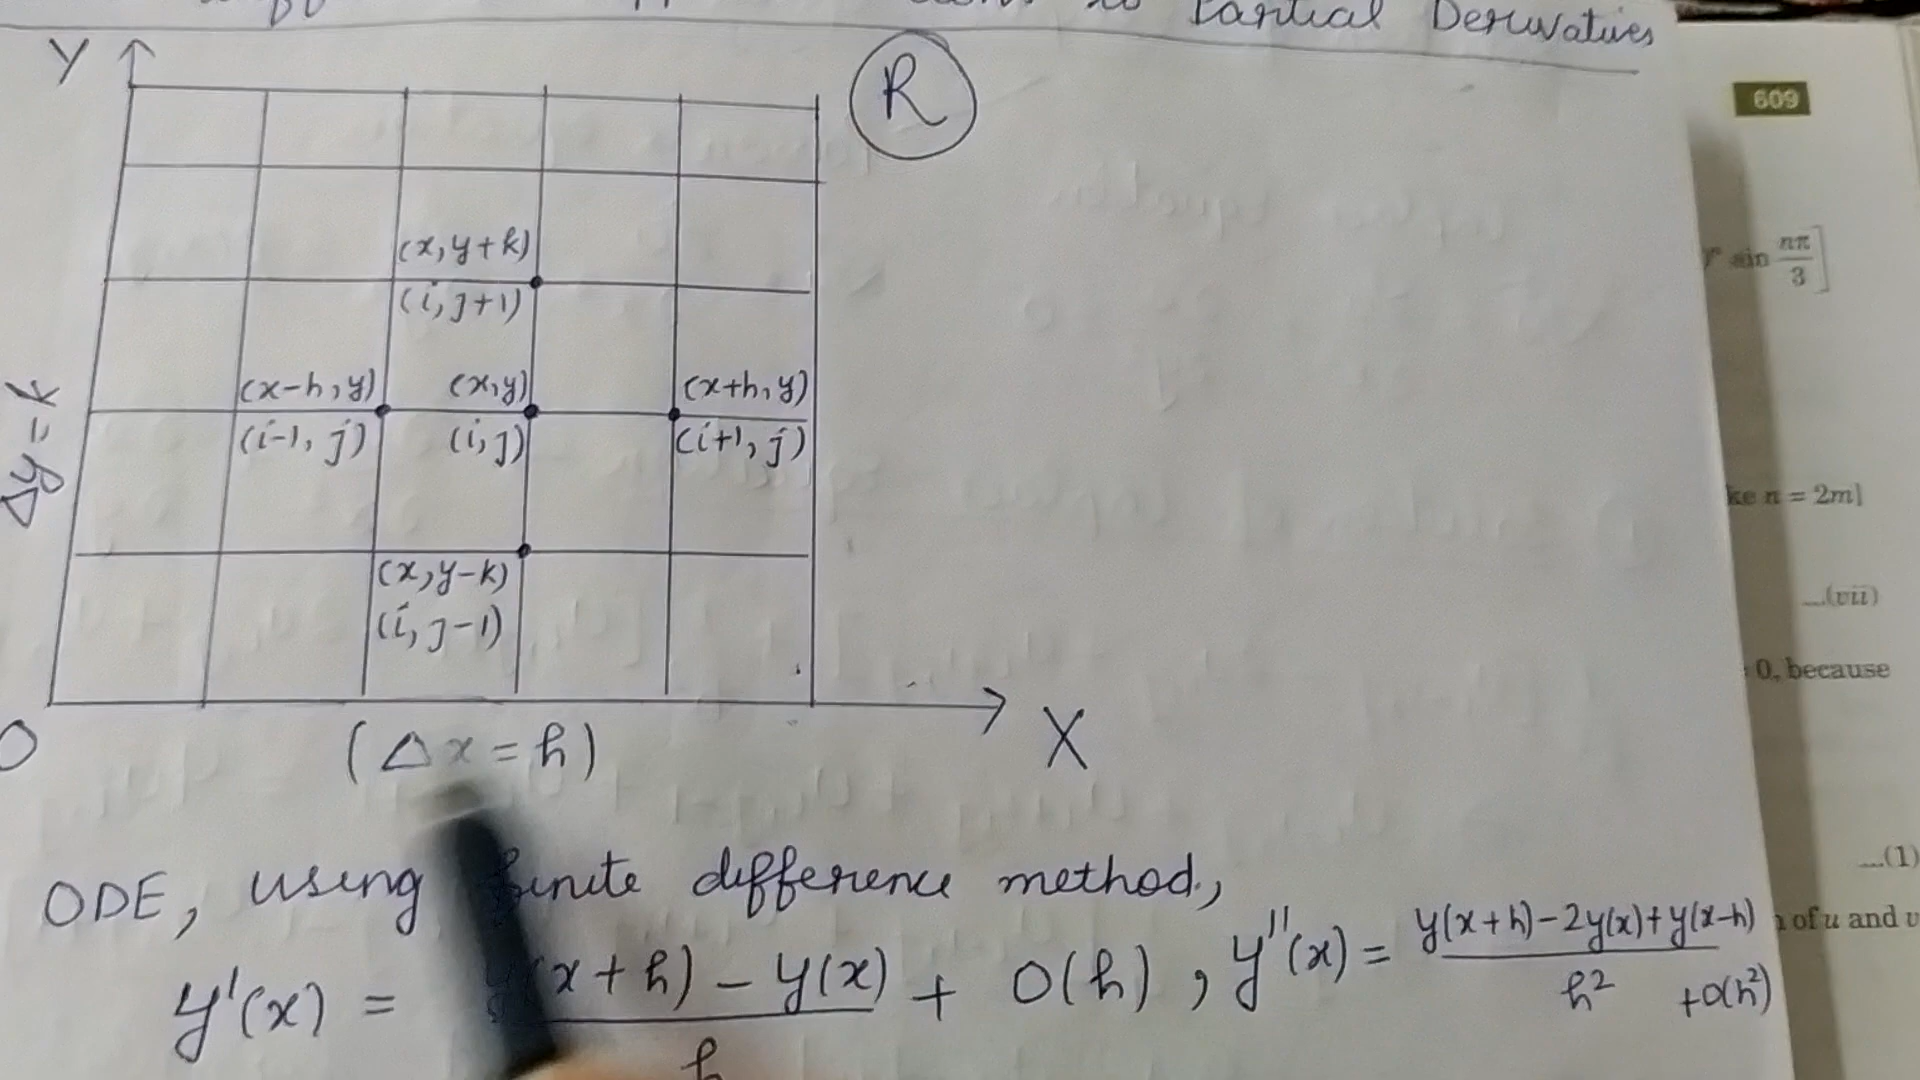 to Partial Derivatives
Y
R
609
sin nπ/3]
(x, y+k)
(i, j+1)
(x-h, y) (x,y) (x+h, y)
(i-1, j) (i,j) (i+1, j)
Δy = k
n = 2m]
(x, y-k)
...(vii)
(i, j-1)
0, because
O (Δx = h) X
...(1)
ODE, using finite difference method,
of u and v
y'(x) = y(x+h) - y(x) / h + O(h), y''(x) = y(x+h) - 2y(x) + y(x-h) / h² + O(h²)